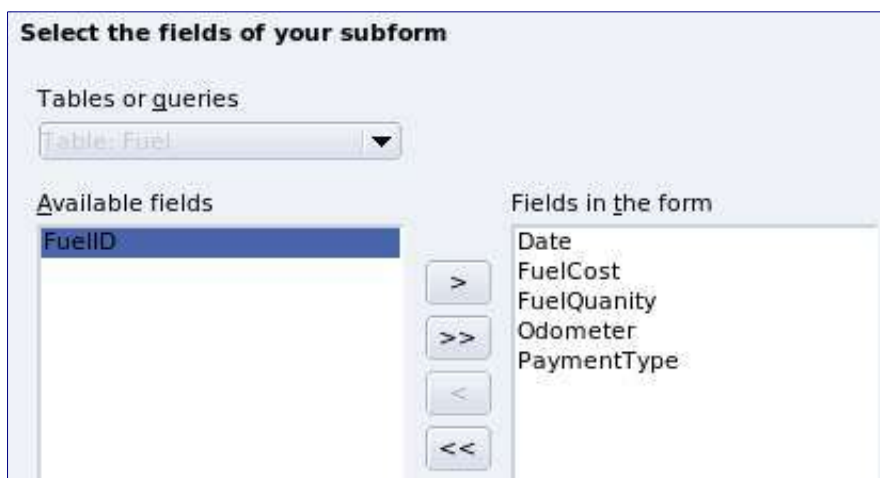 Select the fields of your subform
Tables or queries
Table: Fuel
Available fields
Fields in the form
FuelID
Date
FuelCost
FuelQuanity
Odometer
PaymentType
>
>>
<
<<